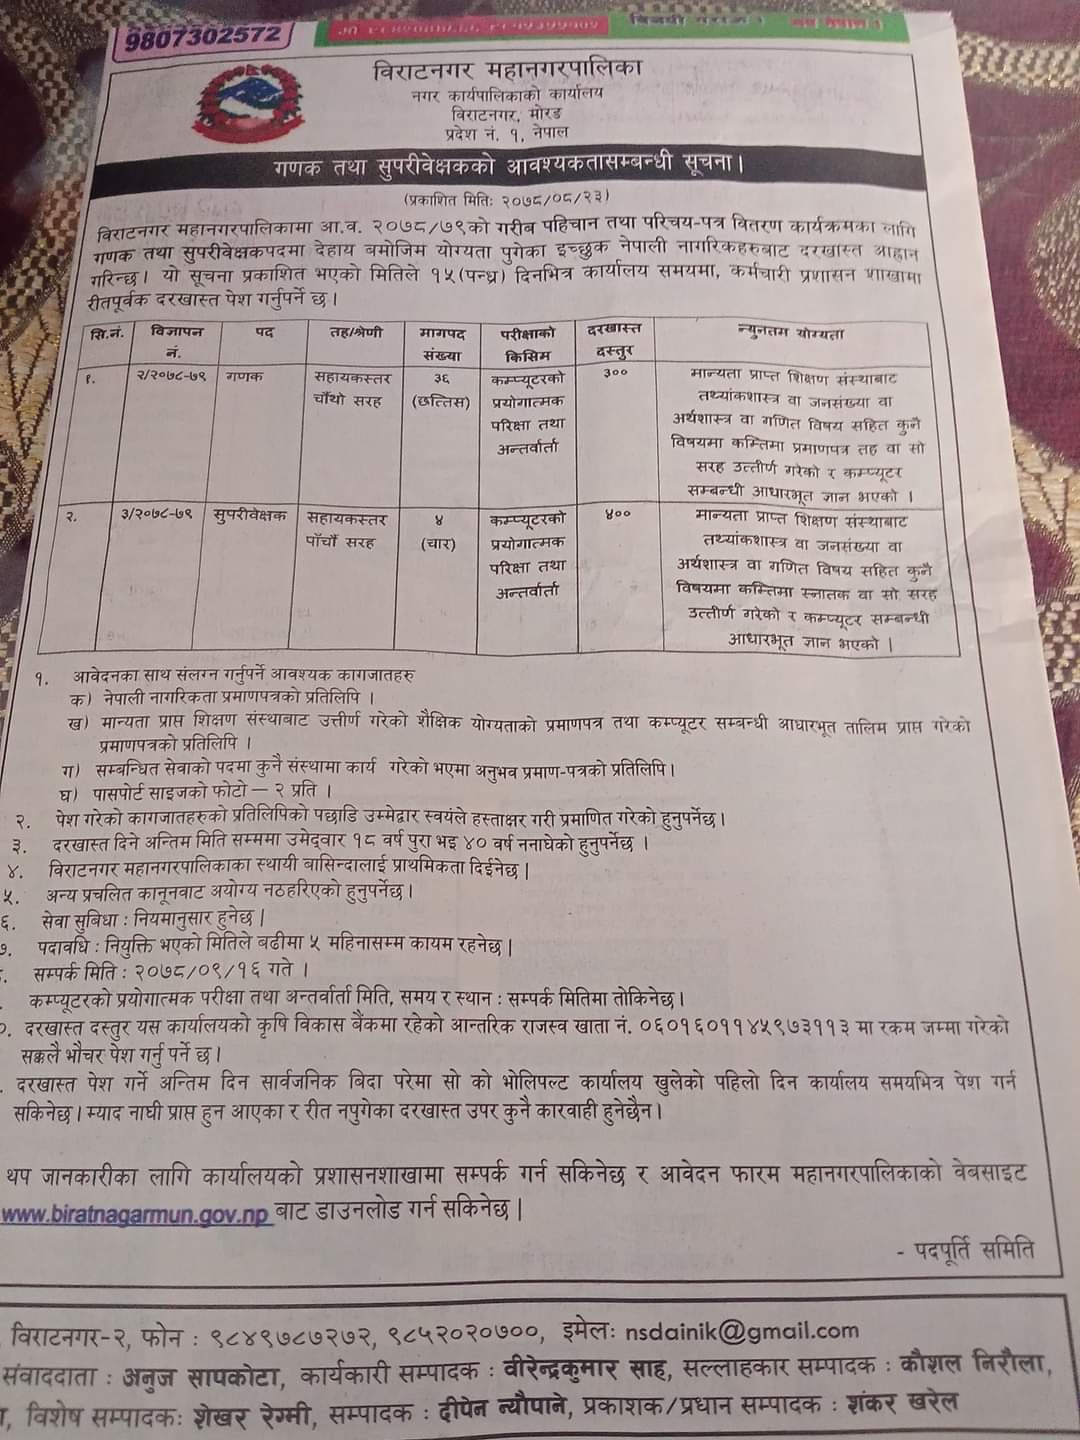 9807302572
विराटनगर महानगरपालिका
नगर कार्यपालिकाको कार्यालय
विराटनगर, मोरङ
प्रदेश नं. १, नेपाल
गणक तथा सुपरीवेक्षकको आवश्यकतासम्बन्धी सूचना।
(प्रकाशित मितिः २०७८/०८/२३)
विराटनगर महानगरपालिकामा आ.व. २०७८/७९को गरीब पहिचान तथा परिचय-पत्र वितरण कार्यक्रमका लागि
गणक तथा सुपरीवेक्षकपदमा देहाय बमोजिम योग्यता पुगेका इच्छुक नेपाली नागरिकहरुबाट दरखास्त आह्वान
गरिन्छ। यो सूचना प्रकाशित भएको मितिले १५(पन्ध्र) दिनभित्र कार्यालय समयमा, कर्मचारी प्रशासन शाखामा
रीतपूर्वक दरखास्त पेश गर्नुपर्ने छ।
सि.नं. विज्ञापन नं. पद तह/श्रेणी मागपद संख्या परीक्षाको किसिम दरखास्त दस्तुर न्युनतम योग्यता
१. २/२०७८-७९ गणक सहायकस्तर ३६ कम्प्यूटरको ३०० मान्यता प्राप्त शिक्षण संस्थाबाट
चौंथो सरह (छत्तिस) प्रयोगात्मक तथ्यांकशास्त्र वा जनसंख्या वा
परिक्षा तथा अर्थशास्त्र वा गणित विषय सहित कुनै
अन्तर्वार्ता विषयमा कम्तिमा प्रमाणपत्र तह वा सो
सरह उत्तीर्ण गरेको र कम्प्यूटर
सम्बन्धी आधारभूत ज्ञान भएको ।
२. ३/२०७८-७९ सुपरीवेक्षक सहायकस्तर ४ कम्प्यूटरको ४०० मान्यता प्राप्त शिक्षण संस्थाबाट
पाँचौं सरह (चार) प्रयोगात्मक तथ्यांकशास्त्र वा जनसंख्या वा
परिक्षा तथा अर्थशास्त्र वा गणित विषय सहित कुनै
अन्तर्वार्ता विषयमा कम्तिमा स्नातक वा सो सरह
उत्तीर्ण गरेको र कम्प्यूटर सम्बन्धी
आधारभूत ज्ञान भएको ।
१. आवेदनका साथ संलग्न गर्नुपर्ने आवश्यक कागजातहरु
क) नेपाली नागरिकता प्रमाणपत्रको प्रतिलिपि ।
ख) मान्यता प्राप्त शिक्षण संस्थाबाट उत्तीर्ण गरेको शैक्षिक योग्यताको प्रमाणपत्र तथा कम्प्यूटर सम्बन्धी आधारभूत तालिम प्राप्त गरेको
प्रमाणपत्रको प्रतिलिपि ।
ग) सम्बन्धित सेवाको पदमा कुनै संस्थामा कार्य गरेको भएमा अनुभव प्रमाण-पत्रको प्रतिलिपि।
घ) पासपोर्ट साइजको फोटो – २ प्रति ।
२. पेश गरेको कागजातहरुको प्रतिलिपिको पछाडि उम्मेद्वार स्वयंले हस्ताक्षर गरी प्रमाणित गरेको हुनुपर्नेछ।
३. दरखास्त दिने अन्तिम मिति सम्ममा उमेद्वार १८ वर्ष पुरा भइ ४० वर्ष ननाघेको हुनुपर्नेछ ।
४. विराटनगर महानगरपालिकाका स्थायी बासिन्दालाई प्राथमिकता दिईनेछ।
५. अन्य प्रचलित कानूनवाट अयोग्य नठहरिएको हुनुपर्नेछ।
६. सेवा सुबिधा : नियमानुसार हुनेछ।
७. पदावधि : नियुक्ति भएको मितिले बढीमा ५ महिनासम्म कायम रहनेछ।
सम्पर्क मिति : २०७८/०९/१६ गते ।
कम्प्यूटरको प्रयोगात्मक परीक्षा तथा अन्तर्वार्ता मिति, समय र स्थान : सम्पर्क मितिमा तोकिनेछ।
०. दरखास्त दस्तुर यस कार्यालयको कृषि विकास बैंकमा रहेको आन्तरिक राजस्व खाता नं. ०६०१६०११४५९७३११३ मा रकम जम्मा गरेको
सक्कलै भौचर पेश गर्नु पर्ने छ।
दरखास्त पेश गर्ने अन्तिम दिन सार्वजनिक बिदा परेमा सो को भोलिपल्ट कार्यालय खुलेको पहिलो दिन कार्यालय समयभित्र पेश गर्न
सकिनेछ। म्याद नाघी प्राप्त हुन आएका र रीत नपुगेका दरखास्त उपर कुनै कारवाही हुनेछैन।
थप जानकारीका लागि कार्यालयको प्रशासनशाखामा सम्पर्क गर्न सकिनेछ र आवेदन फारम महानगरपालिकाको वेबसाइट
www.biratnagarmun.gov.np बाट डाउनलोड गर्न सकिनेछ।
- पदपूर्ति समिति
विराटनगर-२, फोन : ९८४९७८७२७२, ९८५२०२०७००, इमेलः nsdainik@gmail.com
संवाददाता : अनुज सापकोटा, कार्यकारी सम्पादक : वीरेन्द्रकुमार साह, सल्लाहकार सम्पादक : कौशल निरौला,
विशेष सम्पादकः शेखर रेग्मी, सम्पादक : दीपेन न्यौपाने, प्रकाशक/प्रधान सम्पादक : शंकर खरेल